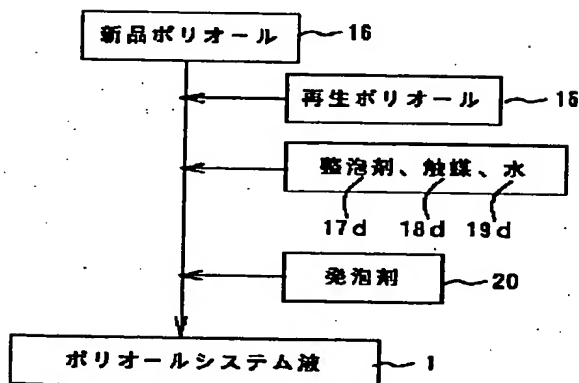 新品ポリオール 16
再生ポリオール 15
整泡剤、触媒、水
17d 18d 19d
発泡剤 20
ポリオールシステム液 1